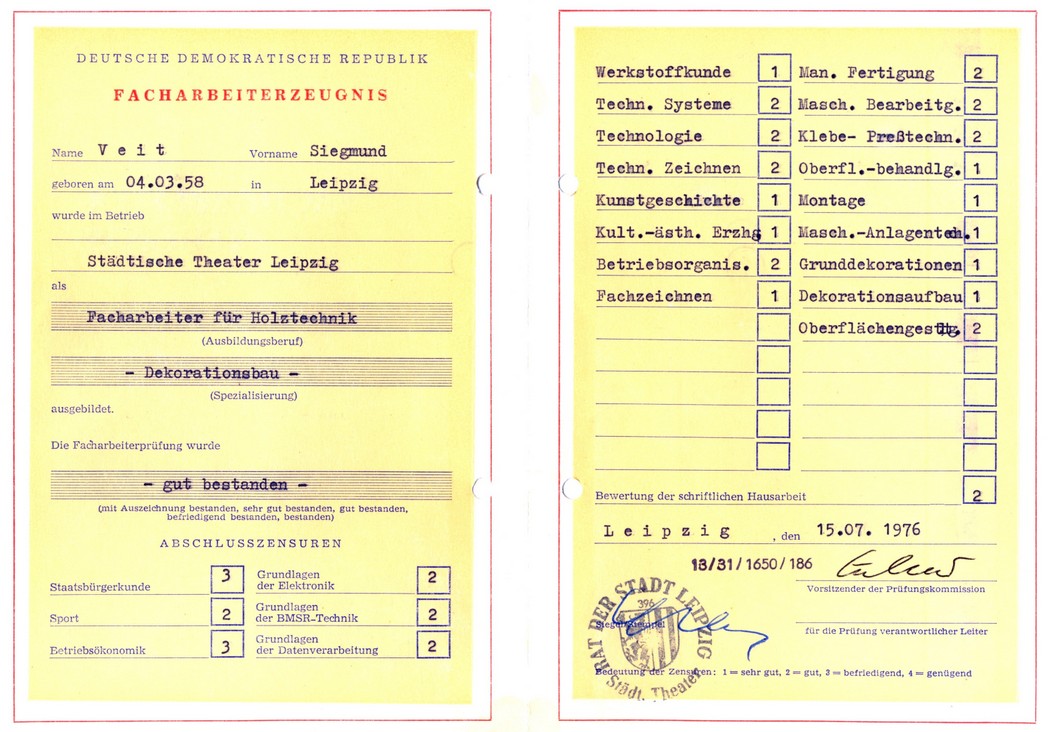 DEUTSCHE DEMOKRATISCHE REPUBLIK
FACHARBEITERZEUGNIS
Name Veit Vorname Siegmund
geboren am 04.03.58 in Leipzig
wurde im Betrieb
Städtische Theater Leipzig
als
Facharbeiter für Holztechnik
(Ausbildungsberuf)
- Dekorationsbau -
(Spezialisierung)
ausgebildet.
Die Facharbeiterprüfung wurde
- gut bestanden -
(mit Auszeichnung bestanden, sehr gut bestanden, gut bestanden,
befriedigend bestanden, bestanden)
ABSCHLUSSZENSUREN
Staatsbürgerkunde 3 Grundlagen der Elektronik 2
Sport 2 Grundlagen der BMSR-Technik 2
Betriebsökonomik 3 Grundlagen der Datenverarbeitung 2
Werkstoffkunde 1 Man. Fertigung 2
Techn. Systeme 2 Masch. Bearbeitg. 2
Technologie 2 Klebe- Preßtechn. 2
Techn. Zeichnen 2 Oberfl.-behandlg. 1
Kunstgeschichte 1 Montage 1
Kult.-ästh. Erzhg 1 Masch.-Anlagentech. 1
Betriebsorganis. 2 Grunddekorationen 1
Fachzeichnen 1 Dekorationsaufbau 1
Oberflächengesttg. 2
Bewertung der schriftlichen Hausarbeit 2
Leipzig, den 15.07. 1976
13/31/1650/186
Vorsitzender der Prüfungskommission
RAT DER STADT LEIPZIG
396
Siegelstempel
für die Prüfung verantwortlicher Leiter
Bedeutung der Zensuren: 1 = sehr gut, 2 = gut, 3 = befriedigend, 4 = genügend
Städt. Theater